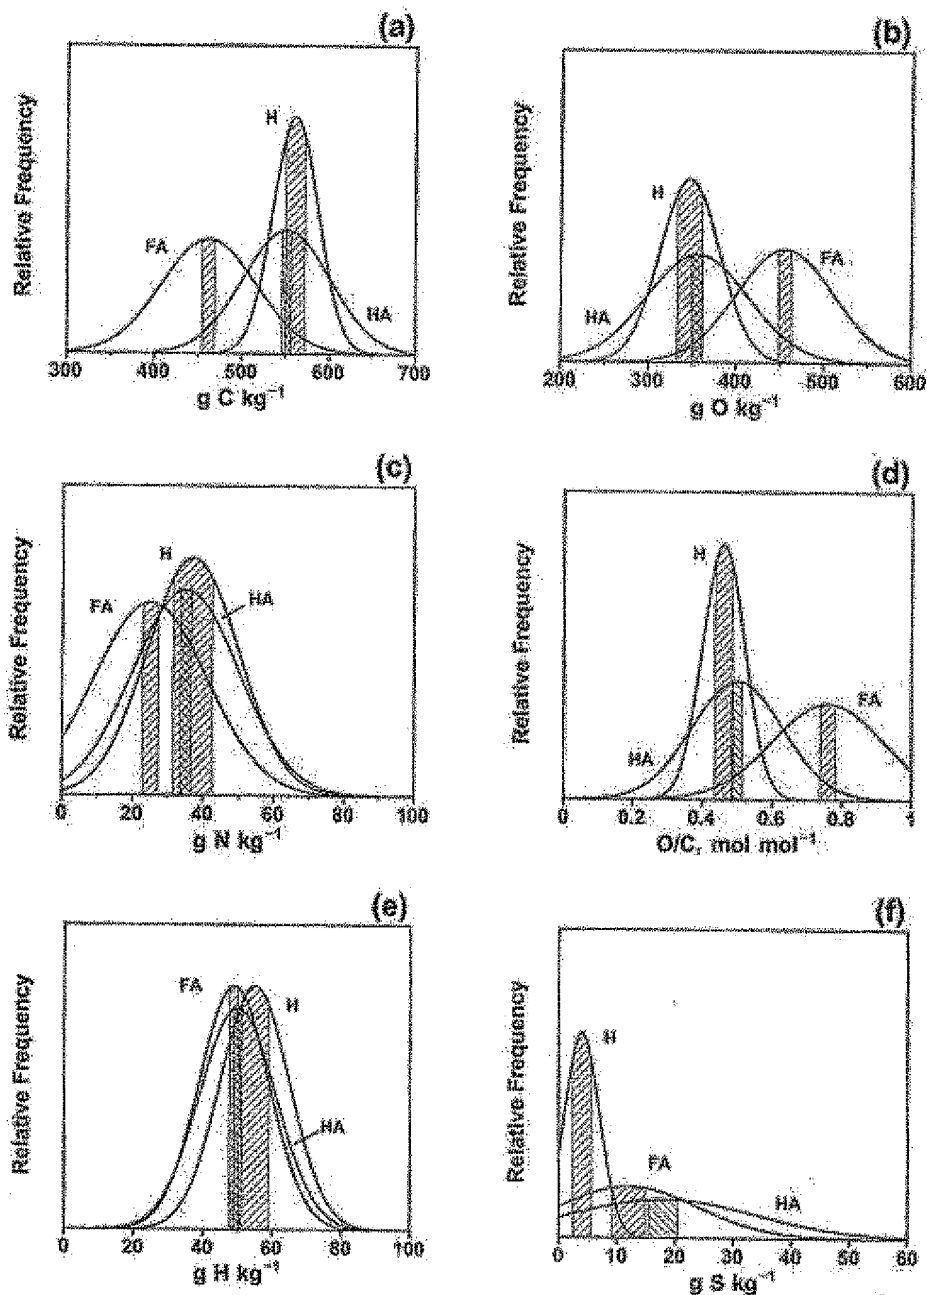 (a)
Relative Frequency
H
FA
HA
300 400 500 600 700
g C kg⁻¹
(b)
Relative Frequency
H
HA
FA
200 300 400 500 600
g O kg⁻¹
(c)
Relative Frequency
H
FA
HA
0 20 40 60 80 100
g N kg⁻¹
(d)
Relative Frequency
H
HA
FA
0 0.2 0.4 0.6 0.8 1
O/C, mol mol⁻¹
(e)
Relative Frequency
FA
H
HA
0 20 40 60 80 100
g H kg⁻¹
(f)
Relative Frequency
H
FA
HA
0 10 20 30 40 50 60
g S kg⁻¹